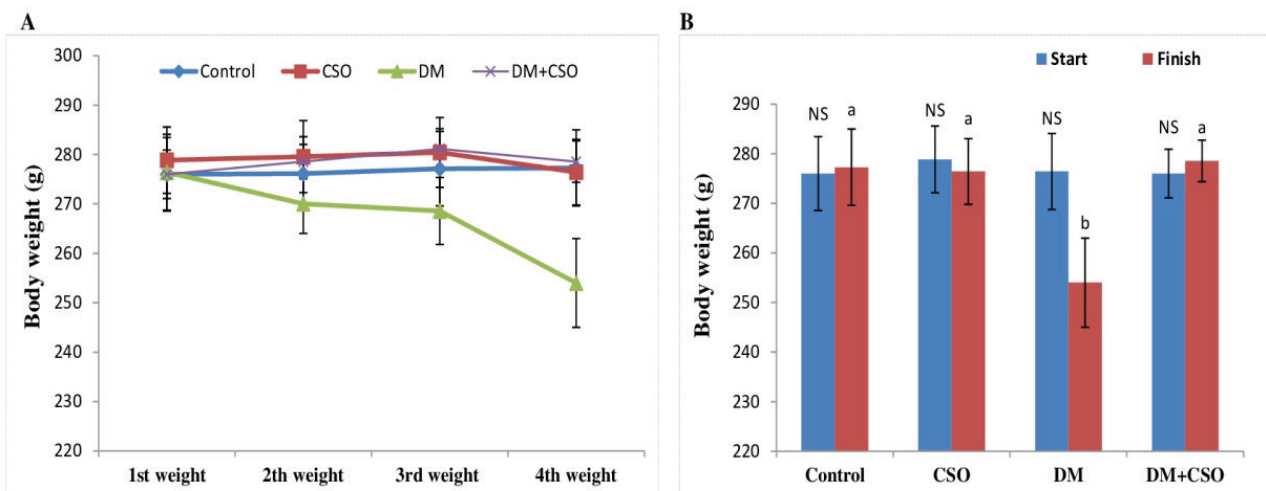 A
Body weight (g)
300
290
280
270
260
250
240
230
220
Control CSO DM DM+CSO
1st weight 2th weight 3rd weight 4th weight
B
Body weight (g)
290
280
270
260
250
240
230
220
Start Finish
NS a NS a NS b NS a
Control CSO DM DM+CSO